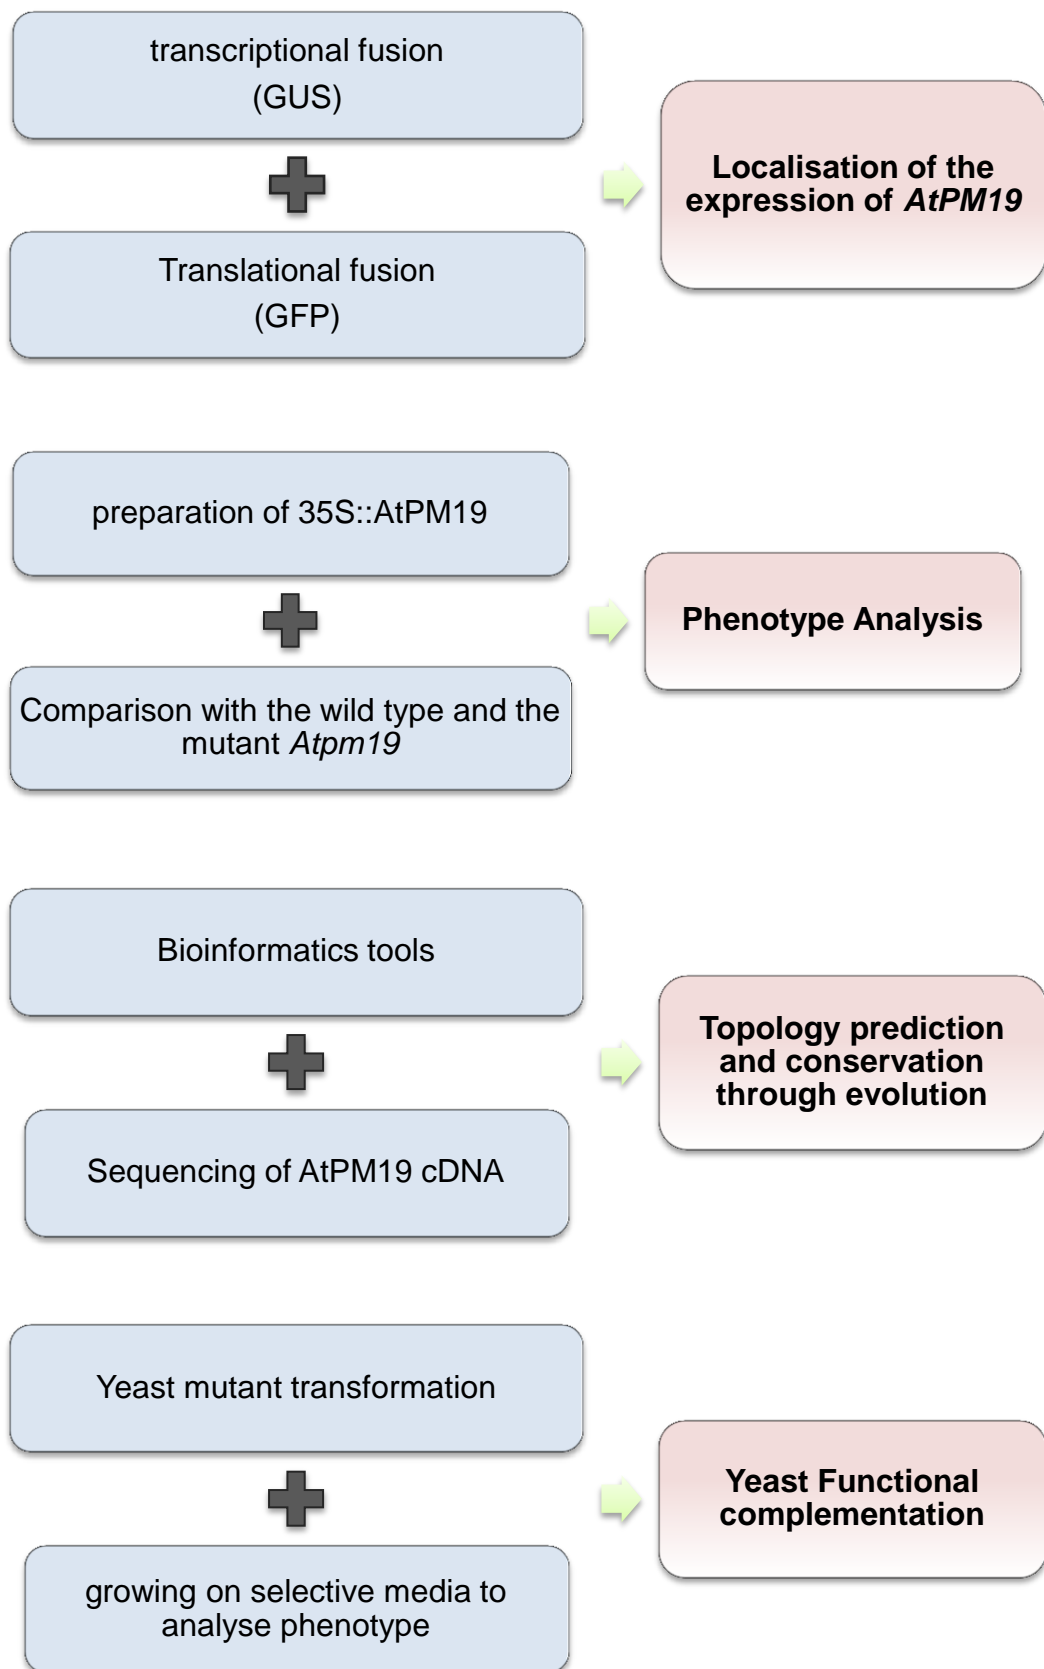 transcriptional fusion
(GUS)
Localisation of the
expression of AtPM19
Translational fusion
(GFP)
preparation of 35S::AtPM19
Phenotype Analysis
Comparison with the wild type and the
mutant Atpm19
Bioinformatics tools
Topology prediction
and conservation
through evolution
Sequencing of AtPM19 cDNA
Yeast mutant transformation
Yeast Functional
complementation
growing on selective media to
analyse phenotype